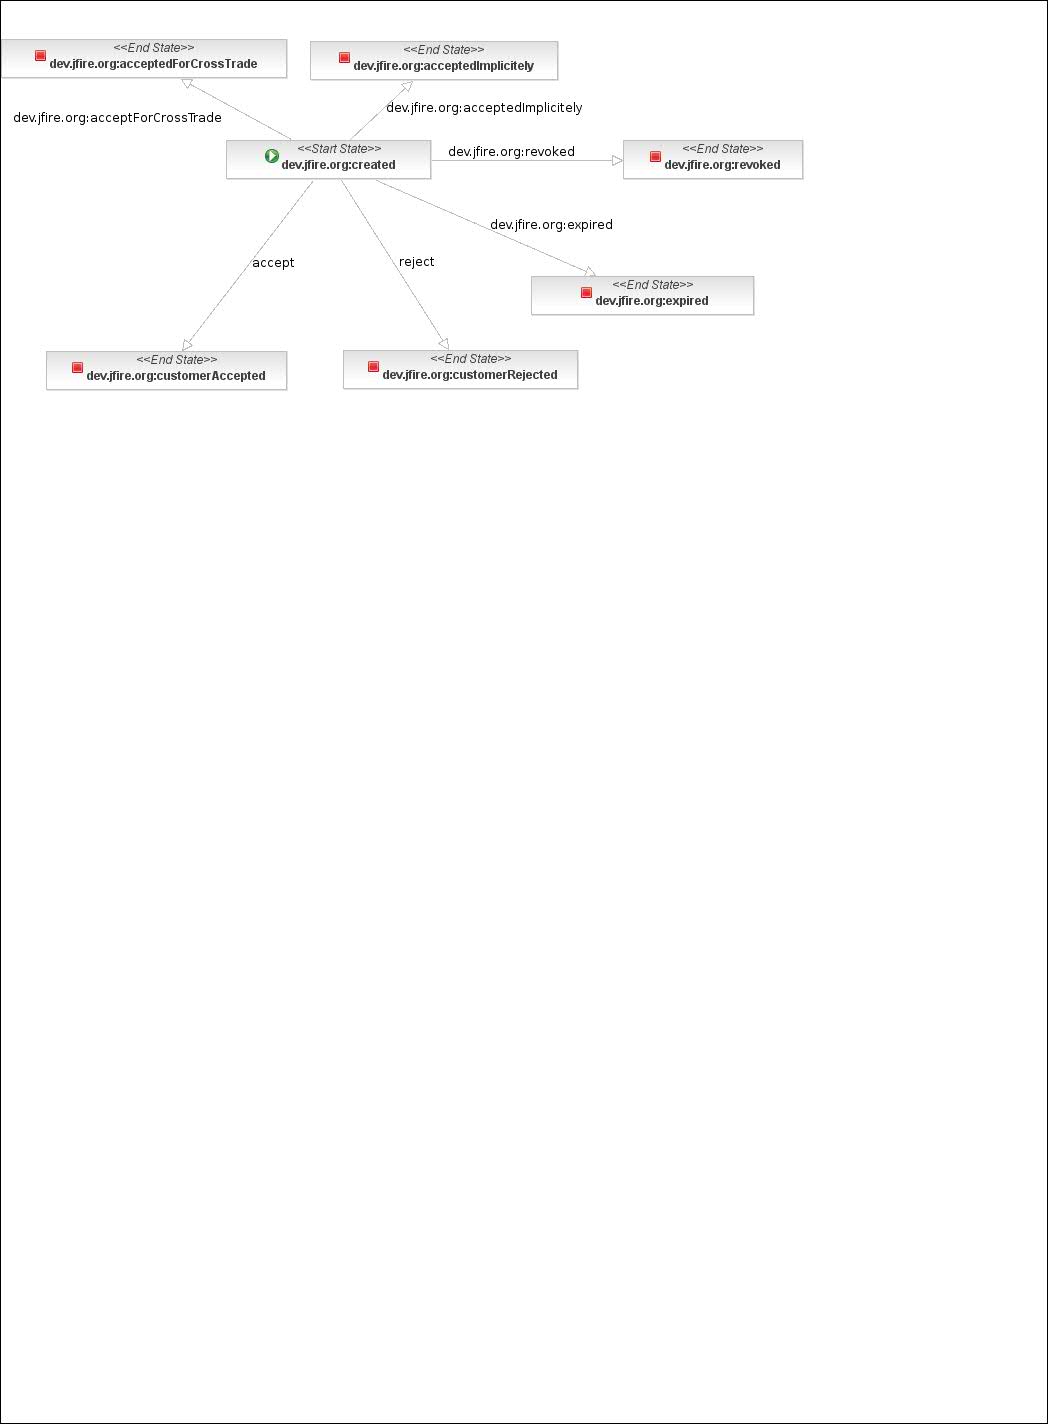 <<End State>>
dev.jfire.org:acceptedForCrossTrade
<<End State>>
dev.jfire.org:acceptedImplicitely
dev.jfire.org:acceptForCrossTrade
dev.jfire.org:acceptedImplicitely
<<Start State>>
dev.jfire.org:created
dev.jfire.org:revoked
<<End State>>
dev.jfire.org:revoked
dev.jfire.org:expired
accept
reject
<<End State>>
dev.jfire.org:expired
<<End State>>
dev.jfire.org:customerAccepted
<<End State>>
dev.jfire.org:customerRejected